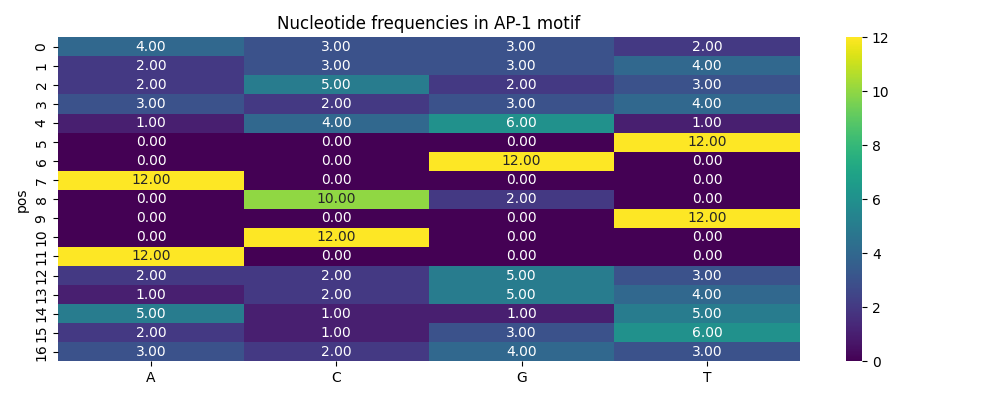 Nucleotide frequencies in AP-1 motif
pos
0 4.00 3.00 3.00 2.00
1 2.00 3.00 3.00 4.00
2 2.00 5.00 2.00 3.00
3 3.00 2.00 3.00 4.00
4 1.00 4.00 6.00 1.00
5 0.00 0.00 0.00 12.00
6 0.00 0.00 12.00 0.00
7 12.00 0.00 0.00 0.00
8 0.00 10.00 2.00 0.00
9 0.00 0.00 0.00 12.00
10 0.00 12.00 0.00 0.00
11 12.00 0.00 0.00 0.00
12 2.00 2.00 5.00 3.00
13 1.00 2.00 5.00 4.00
14 5.00 1.00 1.00 5.00
15 2.00 1.00 3.00 6.00
16 3.00 2.00 4.00 3.00
A C G T
12
10
8
6
4
2
0